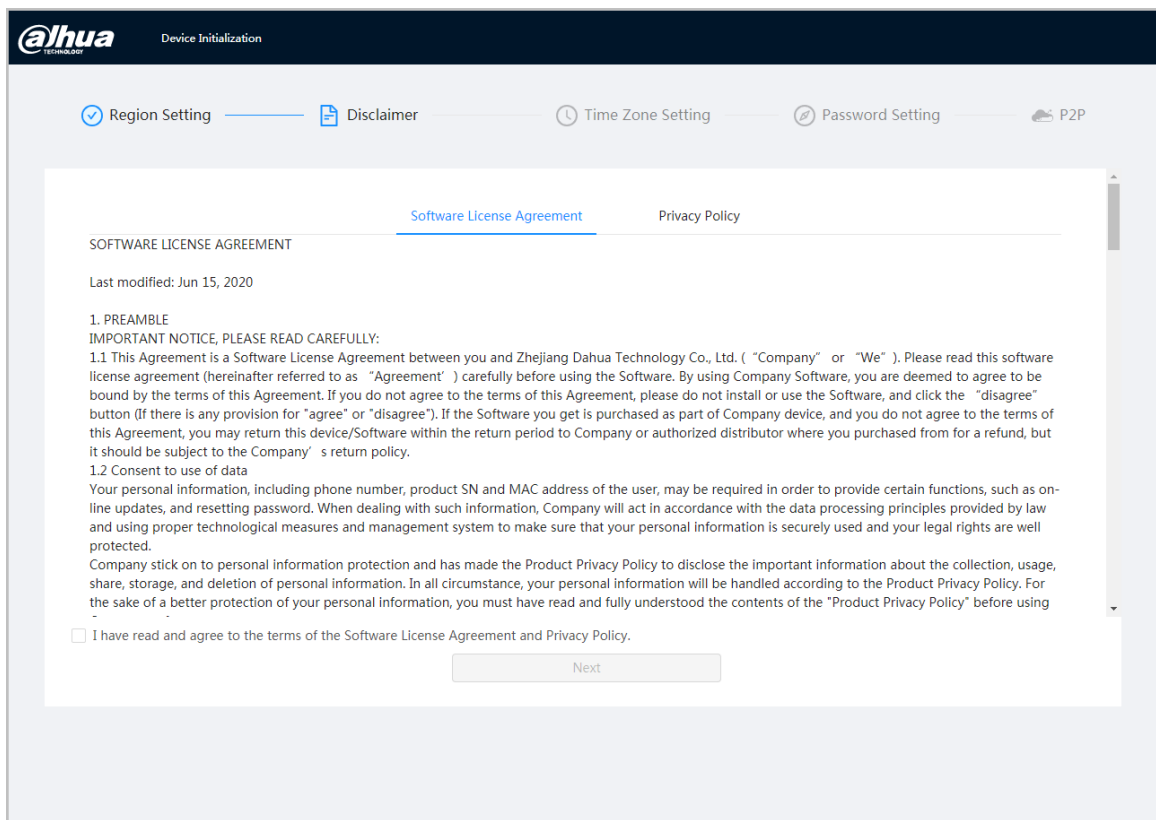 alhua
TECHNOLOGY
Device Initialization
Region Setting
Disclaimer
Time Zone Setting
Password Setting
P2P
Software License Agreement
Privacy Policy
SOFTWARE LICENSE AGREEMENT
Last modified: Jun 15, 2020
1. PREAMBLE
IMPORTANT NOTICE, PLEASE READ CAREFULLY:
1.1 This Agreement is a Software License Agreement between you and Zhejiang Dahua Technology Co., Ltd. ( “Company” or “We” ). Please read this software
license agreement (hereinafter referred to as “Agreement’ ) carefully before using the Software. By using Company Software, you are deemed to agree to be
bound by the terms of this Agreement. If you do not agree to the terms of this Agreement, please do not install or use the Software, and click the “disagree”
button (If there is any provision for "agree" or "disagree"). If the Software you get is purchased as part of Company device, and you do not agree to the terms of
this Agreement, you may return this device/Software within the return period to Company or authorized distributor where you purchased from for a refund, but
it should be subject to the Company’ s return policy.
1.2 Consent to use of data
Your personal information, including phone number, product SN and MAC address of the user, may be required in order to provide certain functions, such as on-
line updates, and resetting password. When dealing with such information, Company will act in accordance with the data processing principles provided by law
and using proper technological measures and management system to make sure that your personal information is securely used and your legal rights are well
protected.
Company stick on to personal information protection and has made the Product Privacy Policy to disclose the important information about the collection, usage,
share, storage, and deletion of personal information. In all circumstance, your personal information will be handled according to the Product Privacy Policy. For
the sake of a better protection of your personal information, you must have read and fully understood the contents of the "Product Privacy Policy" before using
I have read and agree to the terms of the Software License Agreement and Privacy Policy.
Next